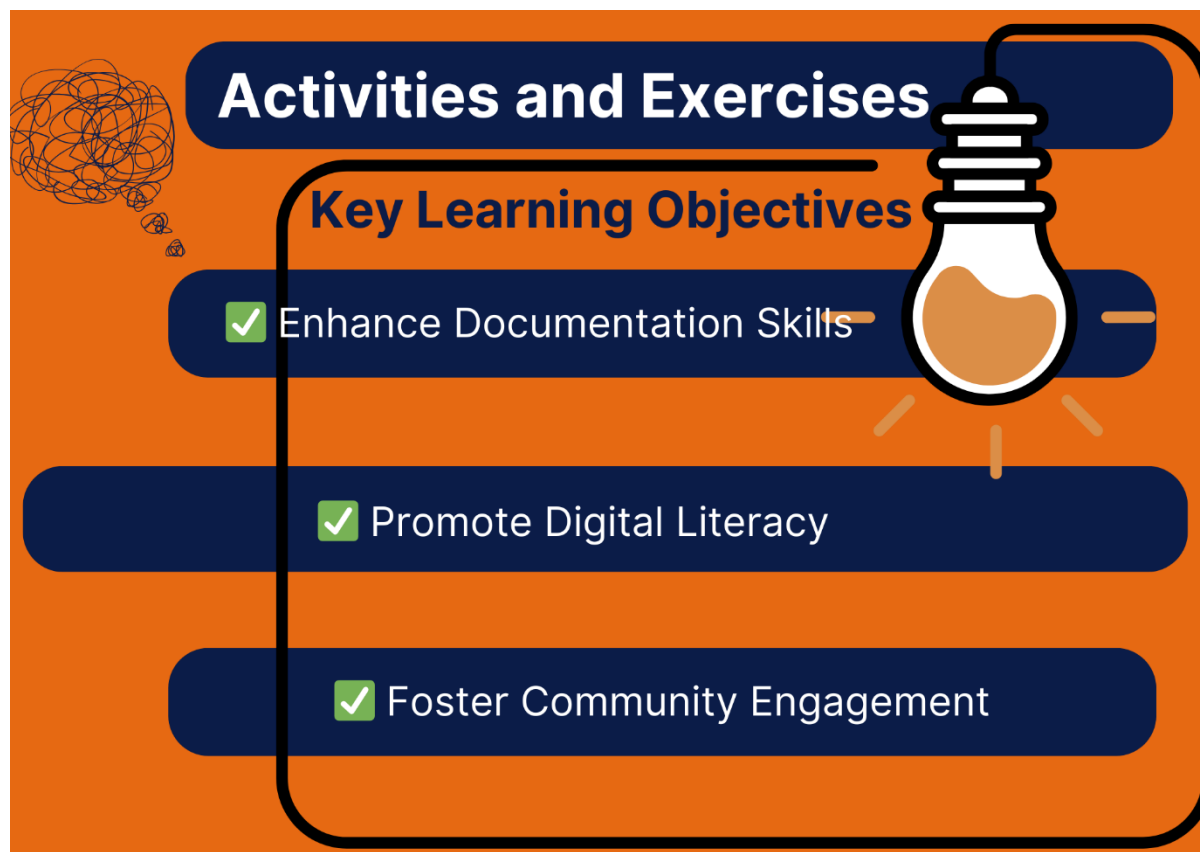 Activities and Exercises
Key Learning Objectives
✅ Enhance Documentation Skills
✅ Promote Digital Literacy
✅ Foster Community Engagement